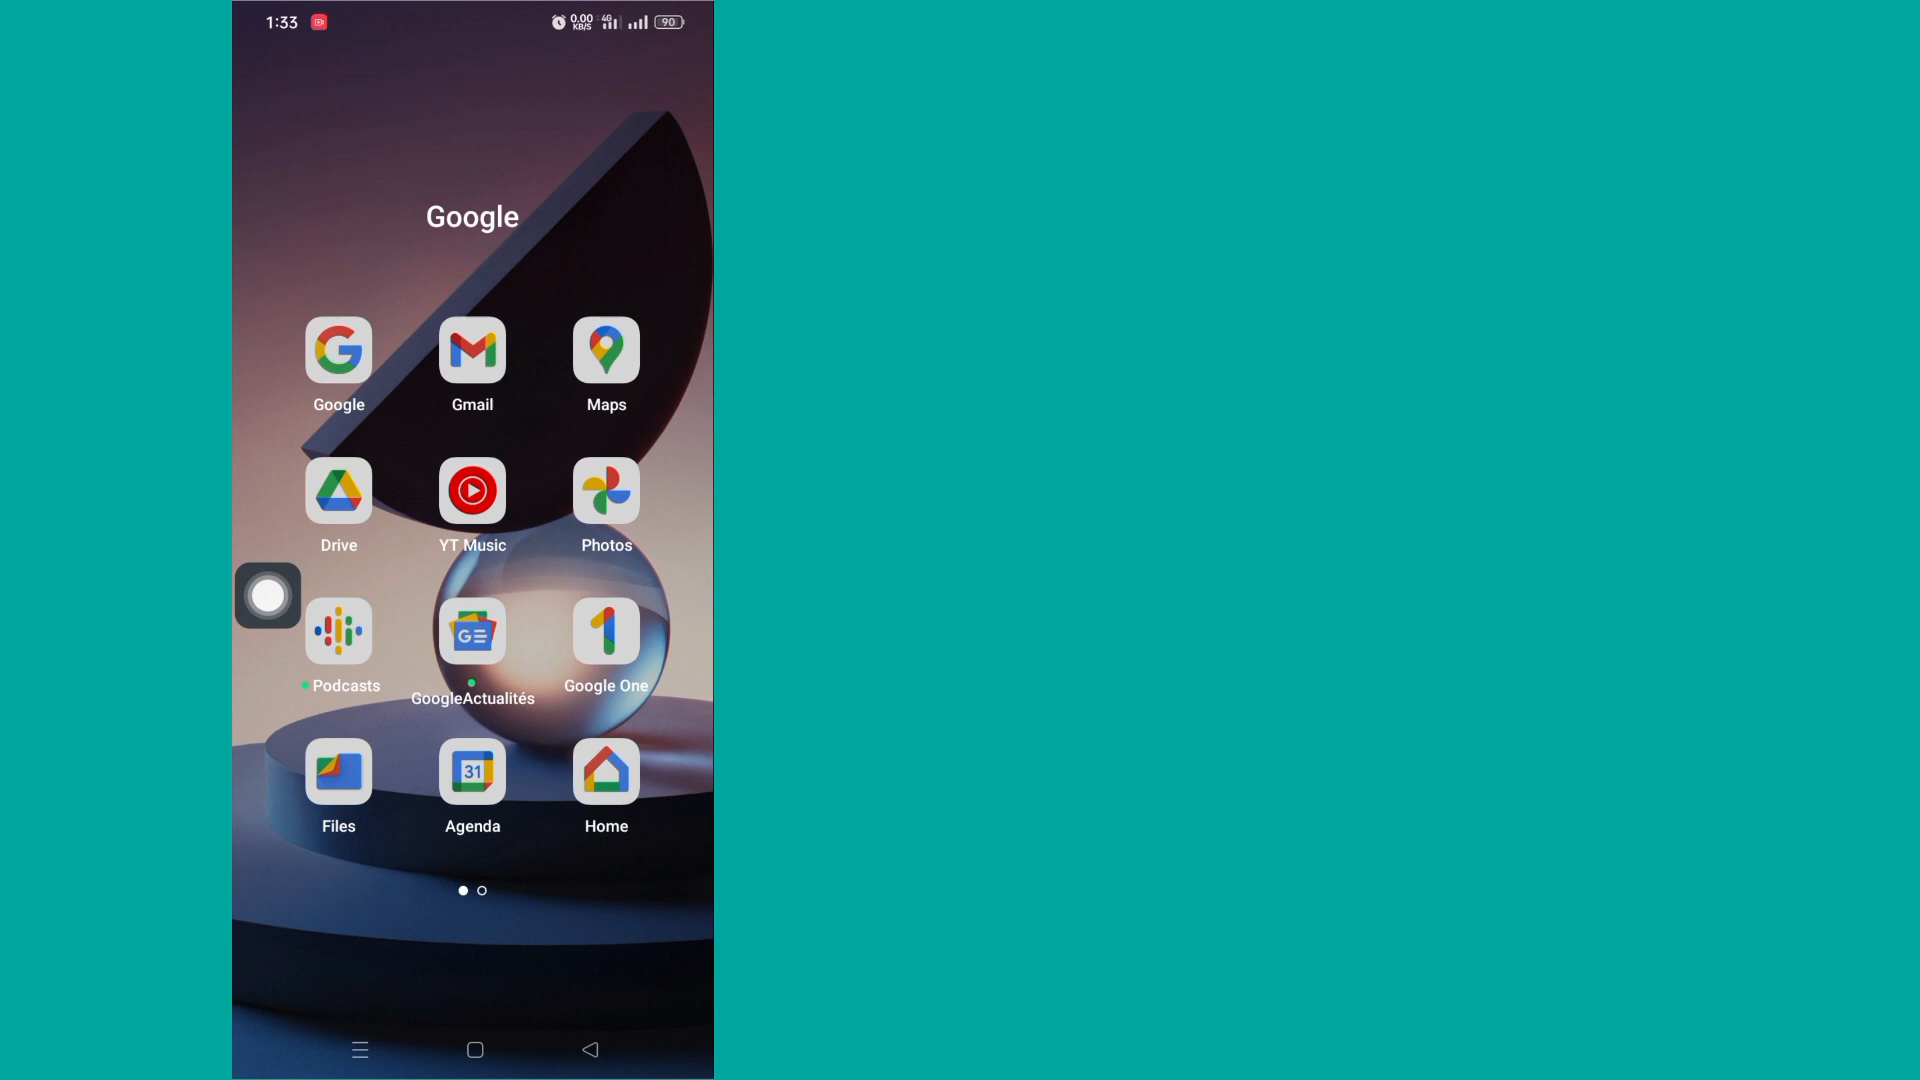 1:33
0.00 KB/S 4G 90
Google
Google Gmail Maps
Drive YT Music Photos
Podcasts GoogleActualités Google One
Files Agenda Home
31